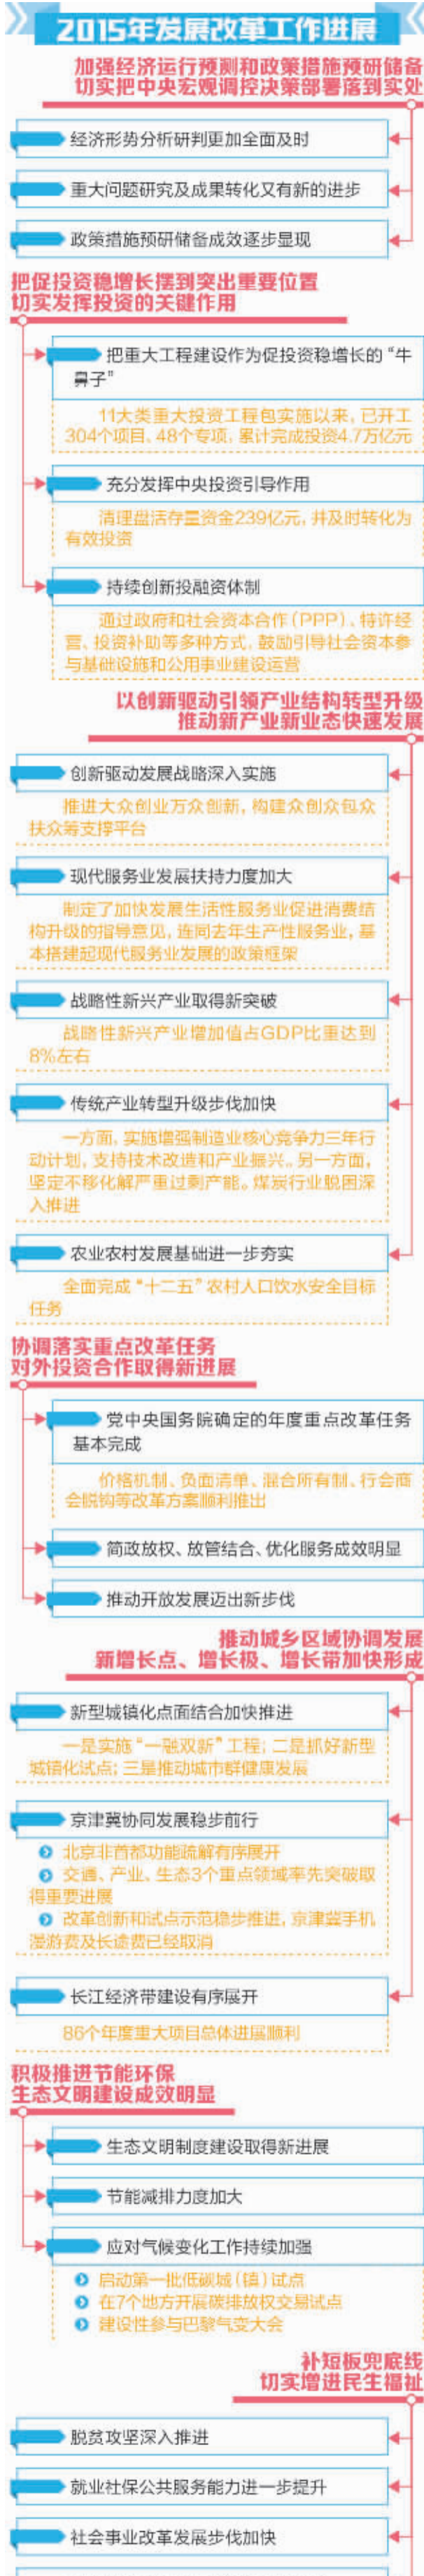 2015年发展改革工作进展
加强经济运行预测和政策措施预研储备
切实把中央宏观调控决策部署落到实处
经济形势分析研判更加全面及时
重大问题研究及成果转化又有新的进步
政策措施预研储备成效逐步显现
把促投资稳增长摆到突出重要位置
切实发挥投资的关键作用
把重大工程建设作为促投资稳增长的“牛
鼻子”
11大类重大投资工程包实施以来，已开工
304个项目、48个专项，累计完成投资4.7万亿元
充分发挥中央投资引导作用
清理盘活存量资金239亿元，并及时转化为
有效投资
持续创新投融资体制
通过政府和社会资本合作（PPP）、特许经
营、投资补助等多种方式，鼓励引导社会资本参
与基础设施和公用事业建设运营
以创新驱动引领产业结构转型升级
推动新产业新业态快速发展
创新驱动发展战略深入实施
推进大众创业万众创新，构建众创众包众
扶众筹支撑平台
现代服务业发展扶持力度加大
制定了加快发展生活性服务业促进消费结
构升级的指导意见，连同去年生产性服务业，基
本搭建起现代服务业发展的政策框架
战略性新兴产业取得新突破
战略性新兴产业增加值占GDP比重达到
8%左右
传统产业转型升级步伐加快
一方面，实施增强制造业核心竞争力三年行
动计划，支持技术改造和产业振兴。另一方面，
坚定不移化解严重过剩产能。煤炭行业脱困深
入推进
农业农村发展基础进一步夯实
全面完成“十二五”农村人口饮水安全目标
任务
协调落实重点改革任务
对外投资合作取得新进展
党中央国务院确定的年度重点改革任务
基本完成
价格机制、负面清单、混合所有制、行会商
会脱钩等改革方案顺利推出
简政放权、放管结合、优化服务成效明显
推动开放发展迈出新步伐
推动城乡区域协调发展
新增长点、增长极、增长带加快形成
新型城镇化点面结合加快推进
一是实施“一融双新”工程；二是抓好新型
城镇化试点；三是推动城市群健康发展
京津冀协同发展稳步前行
北京非首都功能疏解有序展开
交通、产业、生态3个重点领域率先突破取
得重要进展
改革创新和试点示范稳步推进，京津冀手机
漫游费及长途费已经取消
长江经济带建设有序展开
86个年度重大项目总体进展顺利
积极推进节能环保
生态文明建设成效明显
生态文明制度建设取得新进展
节能减排力度加大
应对气候变化工作持续加强
启动第一批低碳城（镇）试点
在7个地方开展碳排放权交易试点
建设性参与巴黎气变大会
补短板兜底线
切实增进民生福祉
脱贫攻坚深入推进
就业社保公共服务能力进一步提升
社会事业改革发展步伐加快